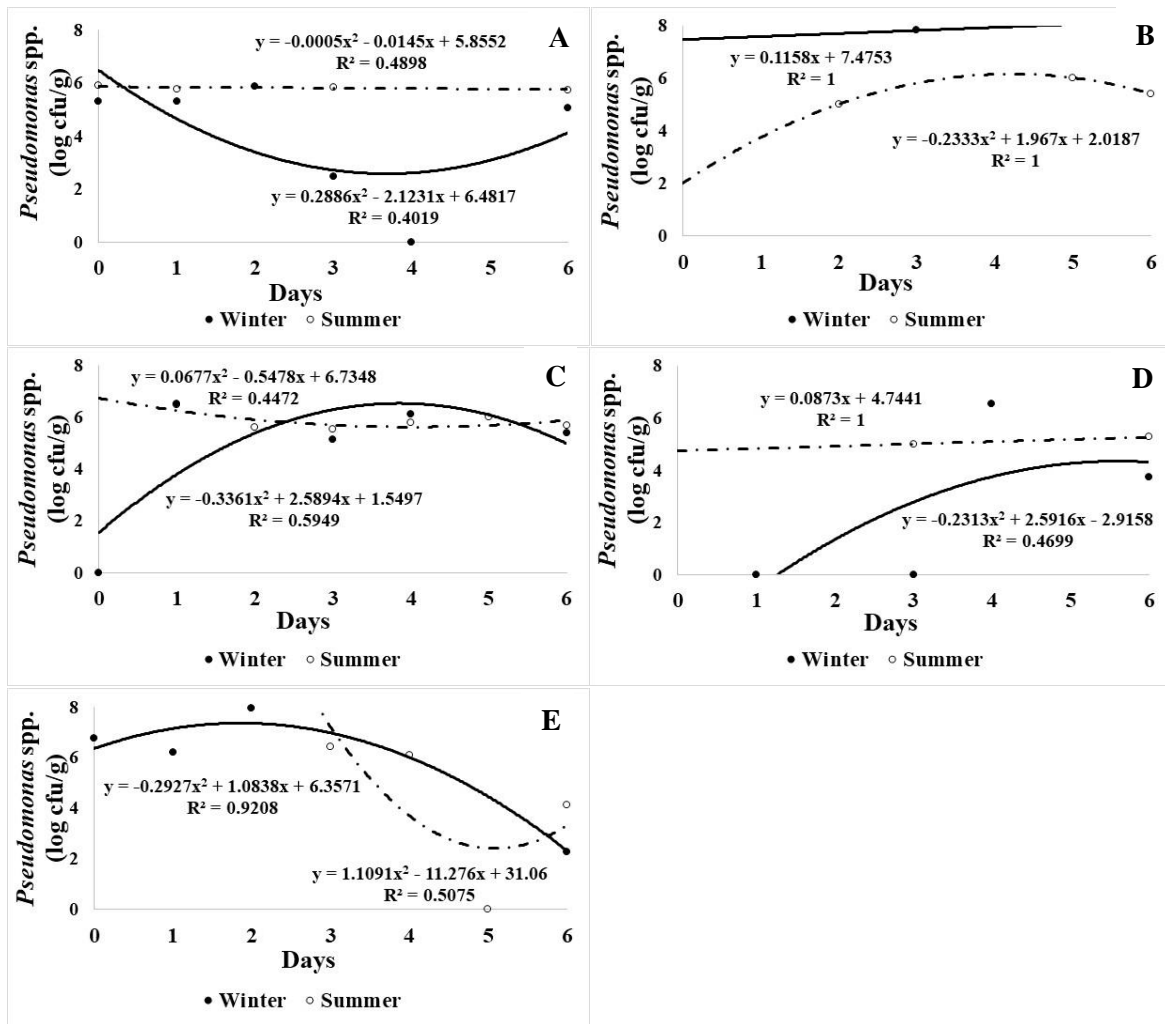 A
y = -0.0005x² - 0.0145x + 5.8552
R² = 0.4898
y = 0.2886x² - 2.1231x + 6.4817
R² = 0.4019
Pseudomonas spp.
(log cfu/g)
8
6
4
2
0
0 1 2 3 4 5 6
Days
Winter Summer
B
y = 0.1158x + 7.4753
R² = 1
y = -0.2333x² + 1.967x + 2.0187
R² = 1
Pseudomonas spp.
(log cfu/g)
8
6
4
2
0
0 1 2 3 4 5 6
Days
Winter Summer
C
y = 0.0677x² - 0.5478x + 6.7348
R² = 0.4472
y = -0.3361x² + 2.5894x + 1.5497
R² = 0.5949
Pseudomonas spp.
(log cfu/g)
8
6
4
2
0
0 1 2 3 4 5 6
Days
Winter Summer
D
y = 0.0873x + 4.7441
R² = 1
y = -0.2313x² + 2.5916x - 2.9158
R² = 0.4699
Pseudomonas spp.
(log cfu/g)
8
6
4
2
0
0 1 2 3 4 5 6
Days
Winter Summer
E
y = -0.2927x² + 1.0838x + 6.3571
R² = 0.9208
y = 1.1091x² - 11.276x + 31.06
R² = 0.5075
Pseudomonas spp.
(log cfu/g)
8
6
4
2
0
0 1 2 3 4 5 6
Days
Winter Summer